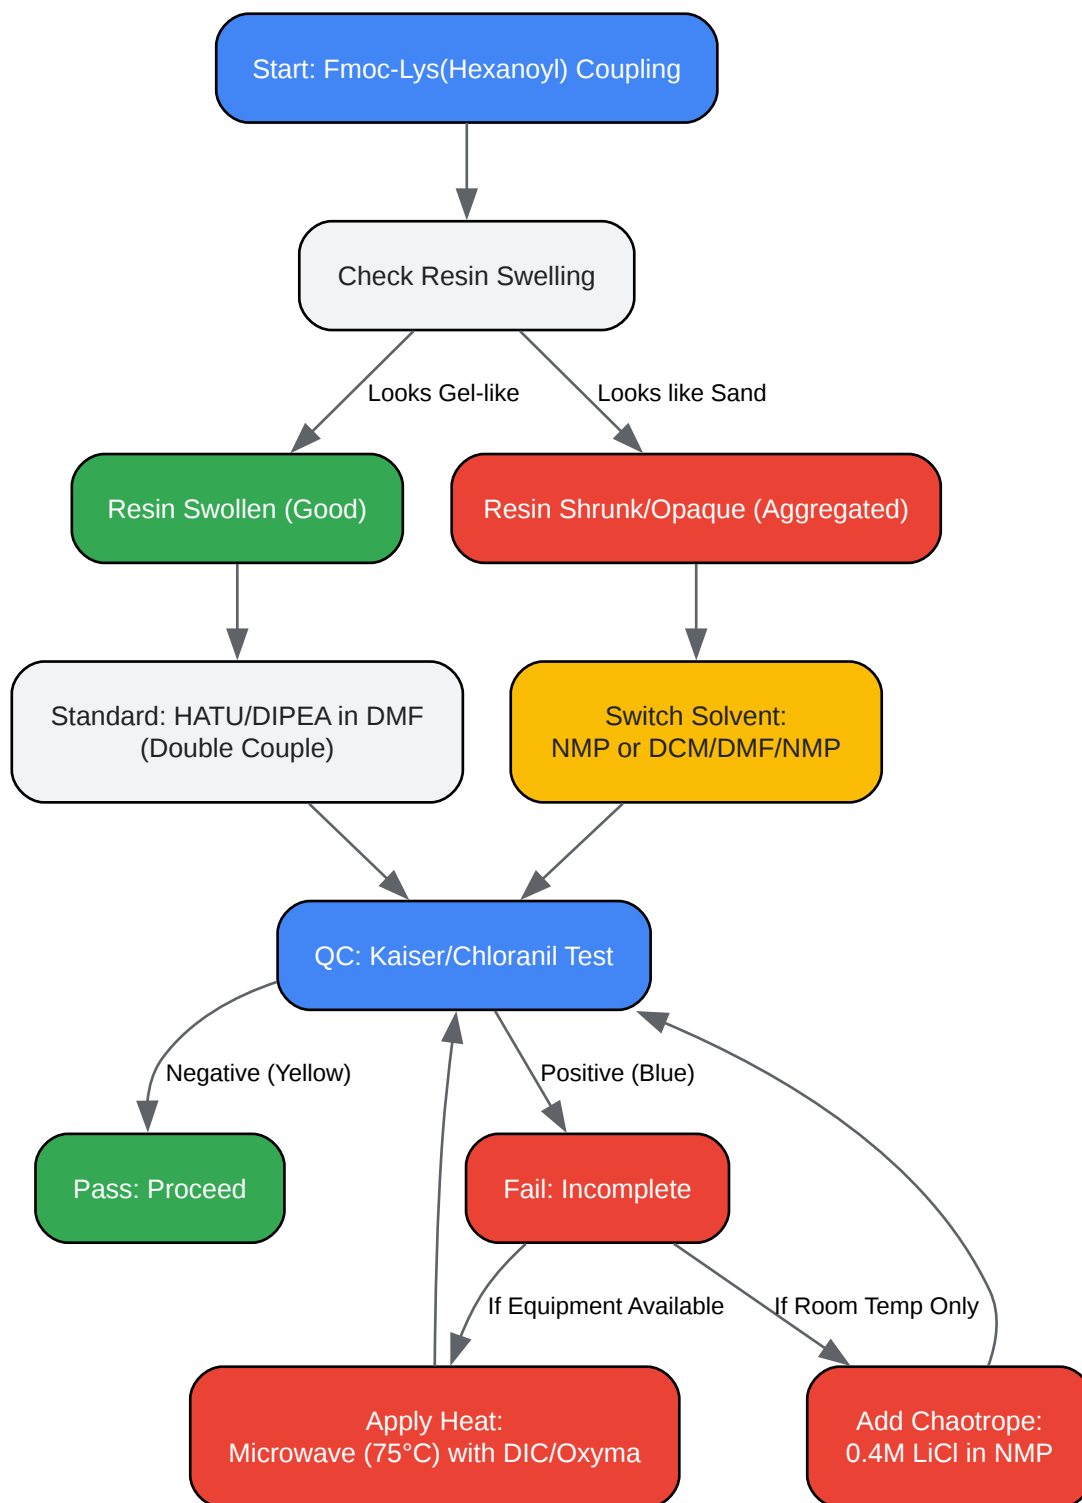 Start: Fmoc-Lys(Hexanoyl) Coupling
Check Resin Swelling
Looks Gel-like
Looks like Sand
Resin Swollen (Good)
Resin Shrunk/Opaque (Aggregated)
Standard: HATU/DIPEA in DMF
(Double Couple)
Switch Solvent:
NMP or DCM/DMF/NMP
QC: Kaiser/Chloranil Test
Negative (Yellow)
Positive (Blue)
Pass: Proceed
Fail: Incomplete
If Equipment Available
If Room Temp Only
Apply Heat:
Microwave (75°C) with DIC/Oxyma
Add Chaotrope:
0.4M LiCl in NMP